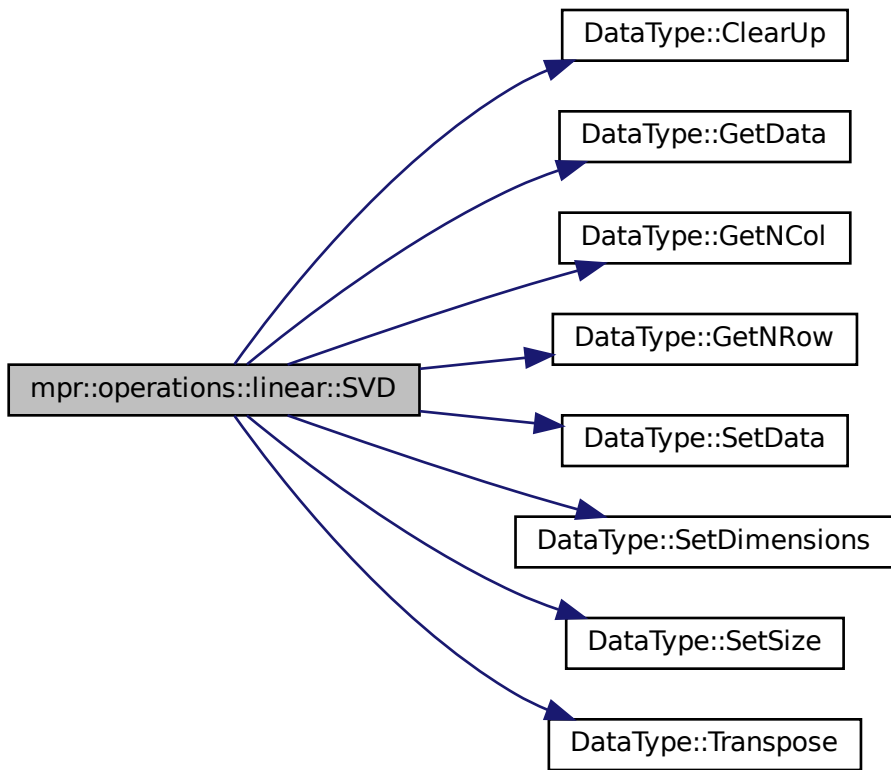 DataType::ClearUp
DataType::GetData
DataType::GetNCol
DataType::GetNRow
mpr::operations::linear::SVD
DataType::SetData
DataType::SetDimensions
DataType::SetSize
DataType::Transpose